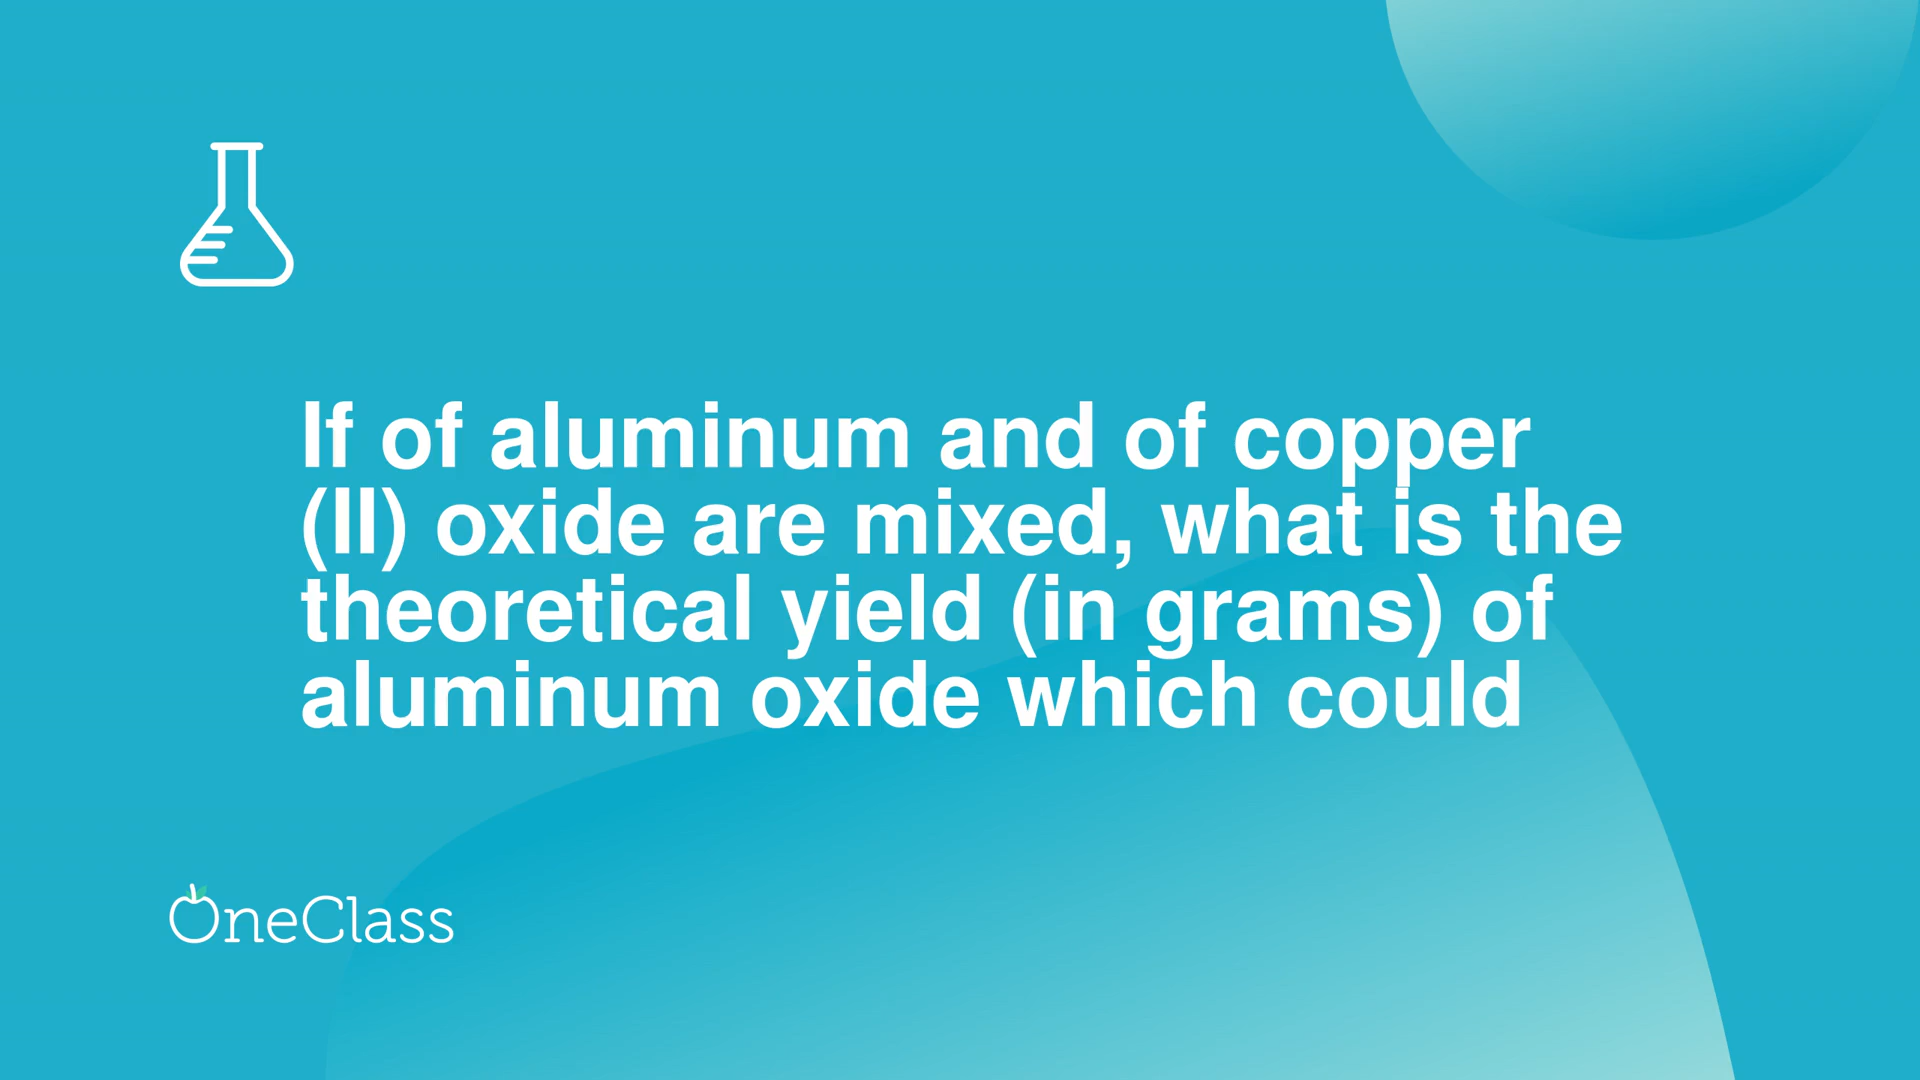 If of aluminum and of copper
(II) oxide are mixed, what is the
theoretical yield (in grams) of
aluminum oxide which could
OneClass